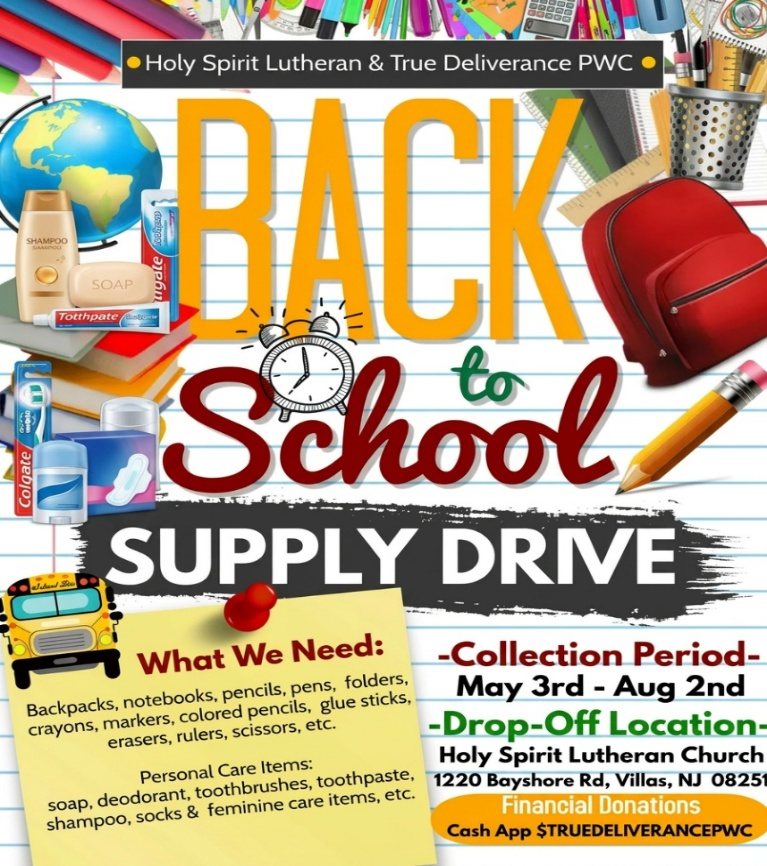 Holy Spirit Lutheran & True Deliverance PWC
BACK
to
School
SUPPLY DRIVE
SHAMPOO
SOAP
Totthpate
Colgate
What We Need:
Backpacks, notebooks, pencils, pens, folders,
crayons, markers, colored pencils, glue sticks,
erasers, rulers, scissors, etc.
Personal Care Items:
soap, deodorant, toothbrushes, toothpaste,
shampoo, socks & feminine care items, etc.
-Collection Period-
May 3rd - Aug 2nd
-Drop-Off Location-
Holy Spirit Lutheran Church
1220 Bayshore Rd, Villas, NJ 08251
Financial Donations
Cash App $TRUEDELIVERANCEPWC